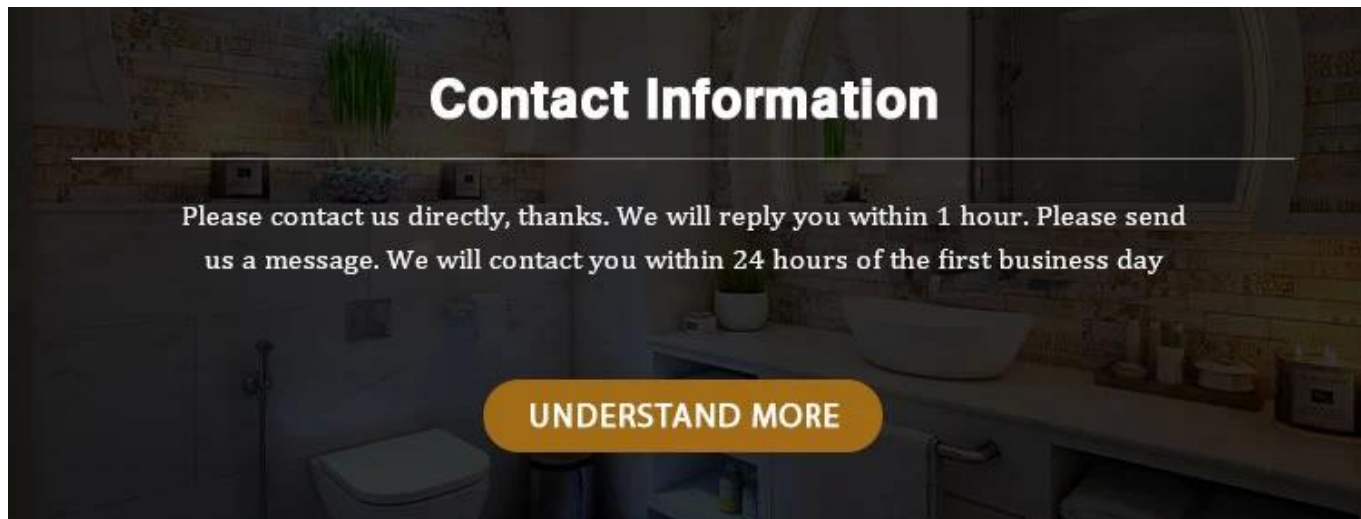 Contact Information
Please contact us directly, thanks. We will reply you within 1 hour. Please send
us a message. We will contact you within 24 hours of the first business day
UNDERSTAND MORE